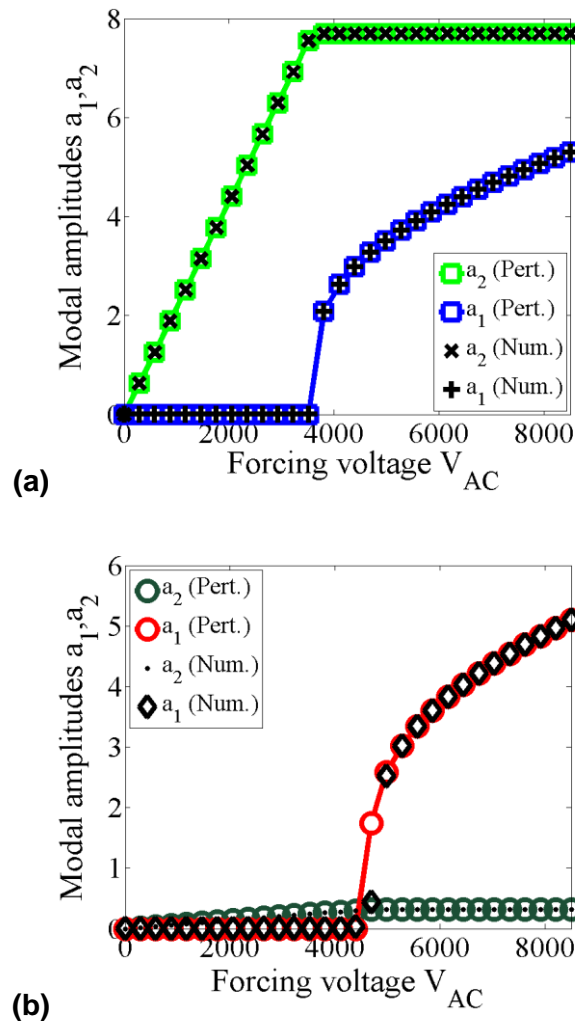 8
6
4
2
0
Modal amplitudes a1,a2
a2 (Pert.)
a1 (Pert.)
a2 (Num.)
a1 (Num.)
0 2000 4000 6000 8000
Forcing voltage VAC
(a)
6
5
4
3
2
1
0
Modal amplitudes a1,a2
a2 (Pert.)
a1 (Pert.)
a2 (Num.)
a1 (Num.)
0 2000 4000 6000 8000
Forcing voltage VAC
(b)